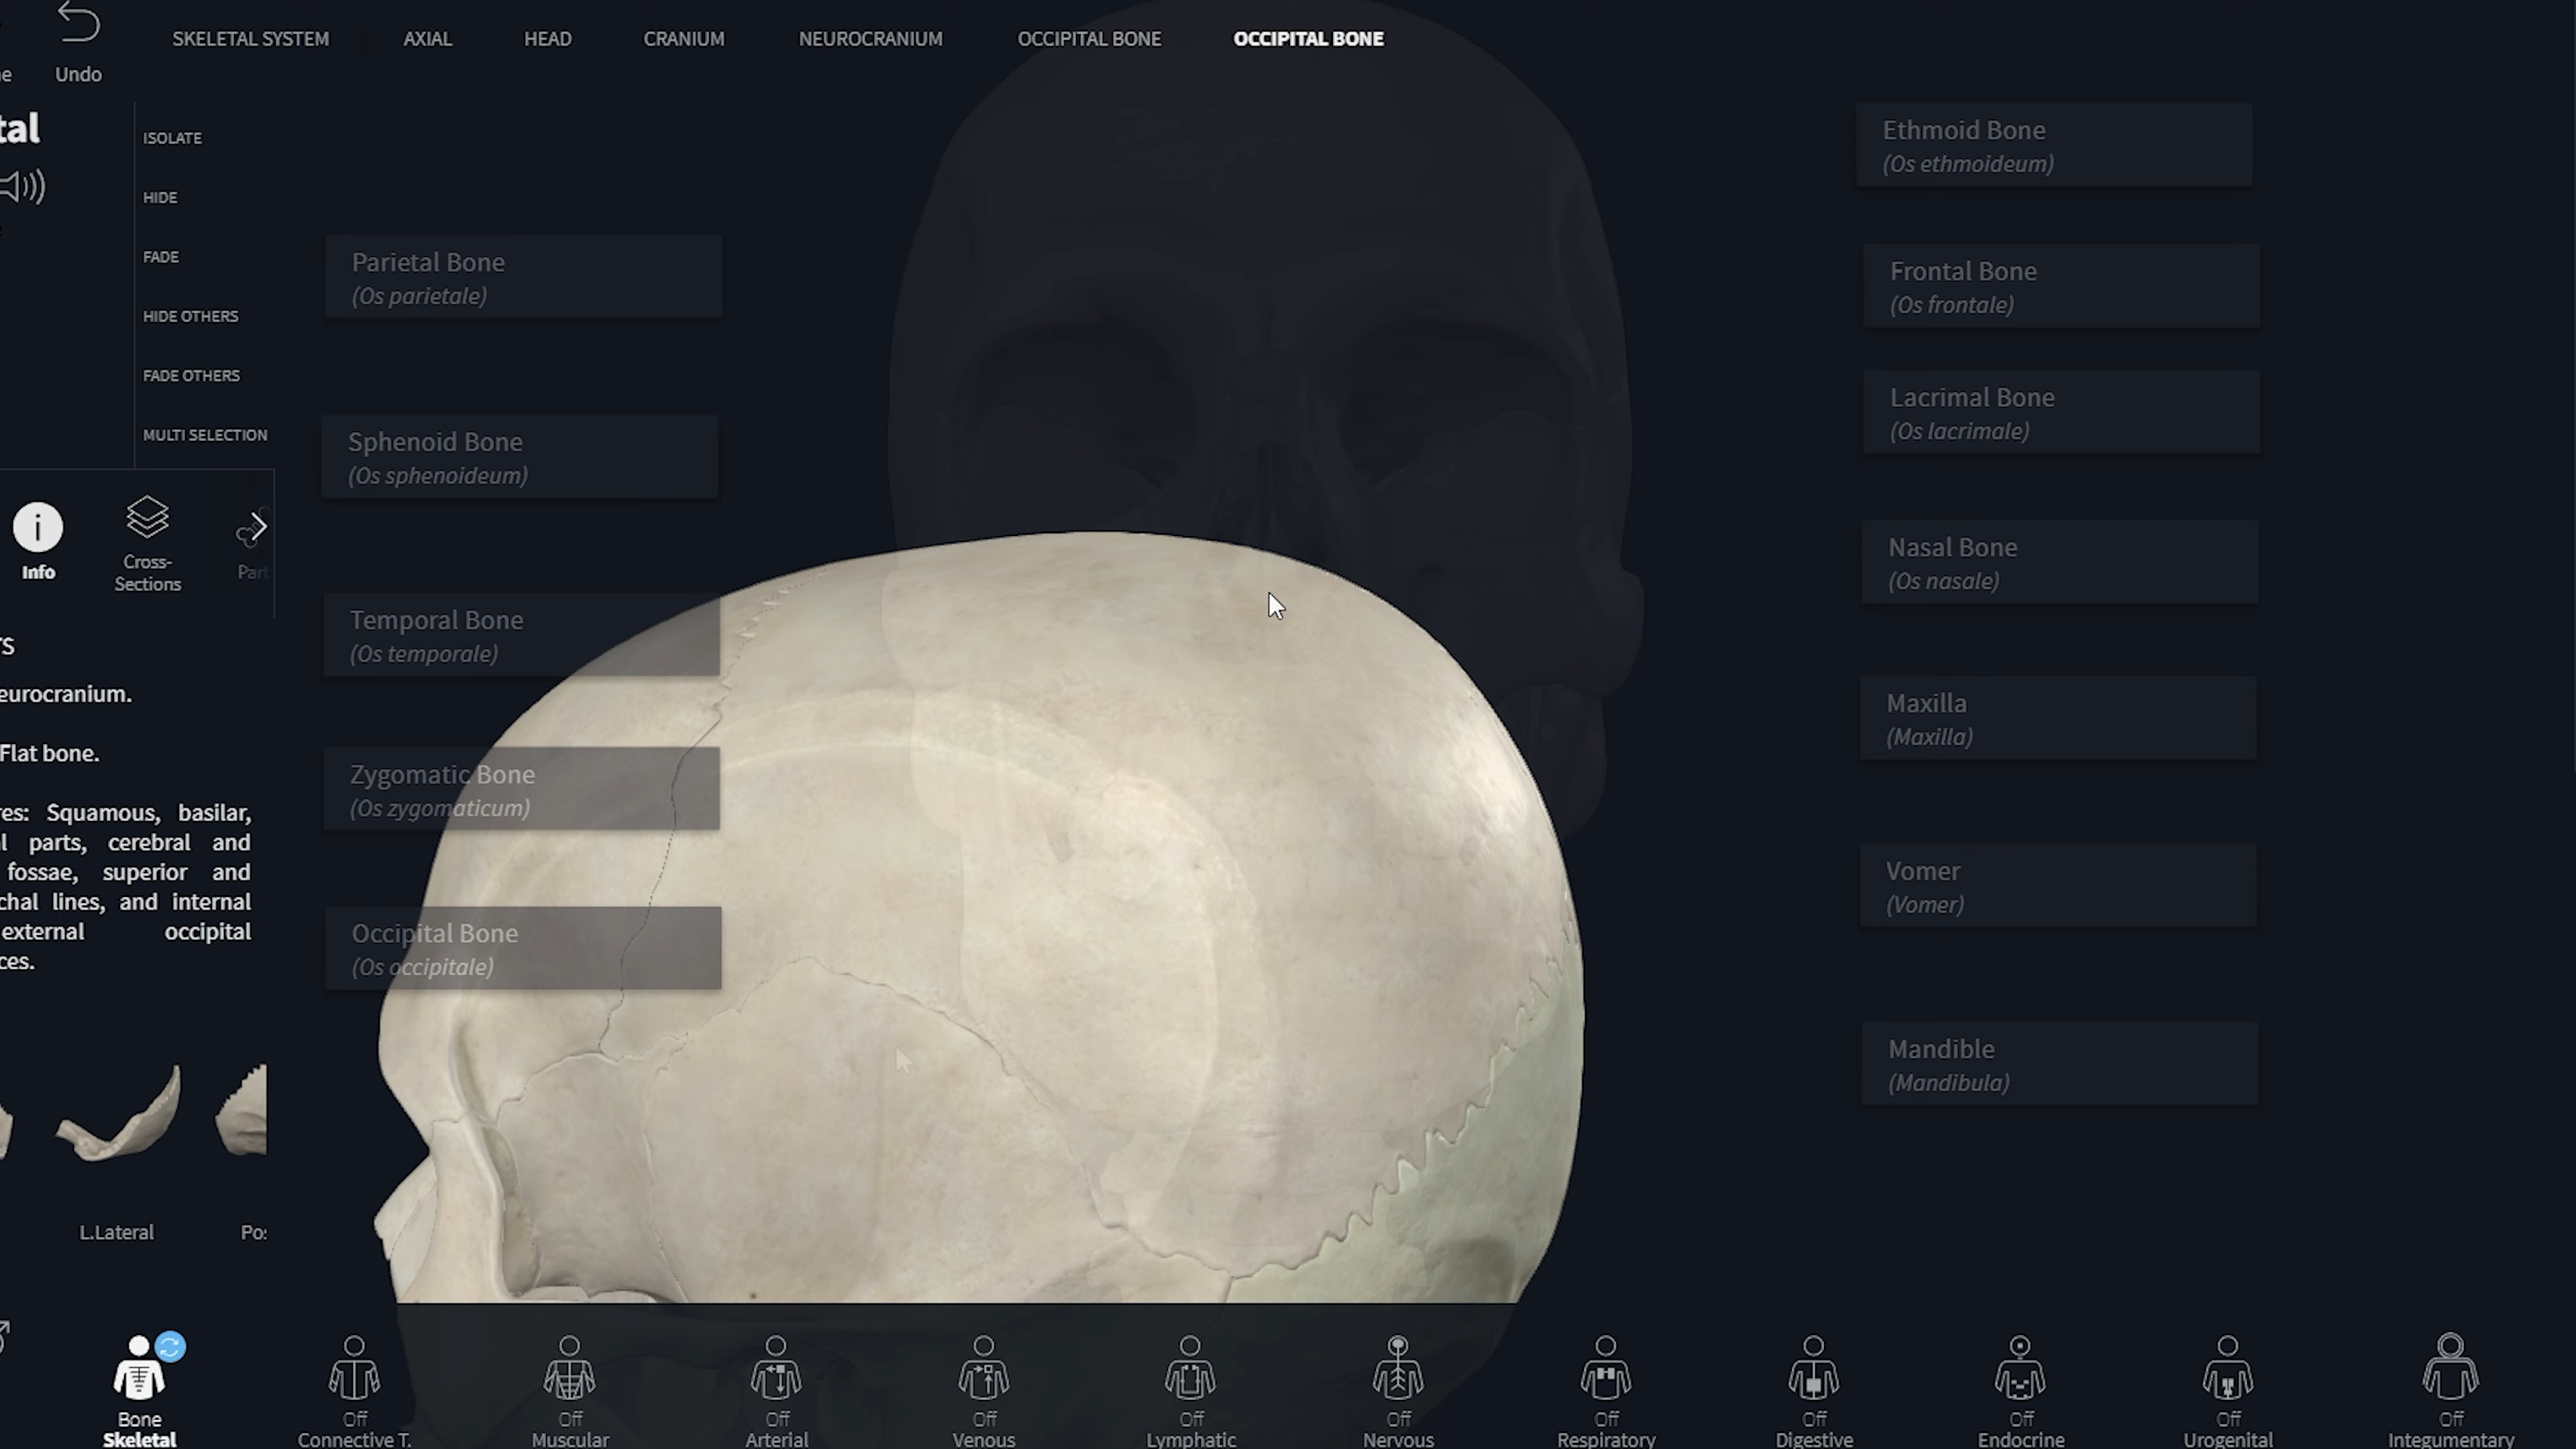 Undo
SKELETAL SYSTEM
AXIAL
HEAD
CRANIUM
NEUROCRANIUM
OCCIPITAL BONE
OCCIPITAL BONE
ISOLATE
HIDE
FADE
HIDE OTHERS
FADE OTHERS
MULTI SELECTION
Info
Cross-
Sections
Flat bone.
Squamous, basilar,
parts, cerebral and
fossae, superior and
lines, and internal
external occipital
L.Lateral
Parietal Bone
(Os parietale)
Sphenoid Bone
(Os sphenoideum)
Temporal Bone
(Os temporale)
Zygomatic Bone
(Os zygomaticum)
Occipital Bone
(Os occipitale)
Ethmoid Bone
(Os ethmoideum)
Frontal Bone
(Os frontale)
Lacrimal Bone
(Os lacrimale)
Nasal Bone
(Os nasale)
Maxilla
(Maxilla)
Vomer
(Vomer)
Mandible
(Mandibula)
Bone
Skeletal
Off
Connective T.
Off
Muscular
Off
Arterial
Off
Venous
Off
Lymphatic
Off
Nervous
Off
Respiratory
Off
Digestive
Off
Endocrine
Off
Urogenital
Off
Integumentary